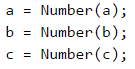 a = Number(a);
b = Number(b);
c = Number(c);